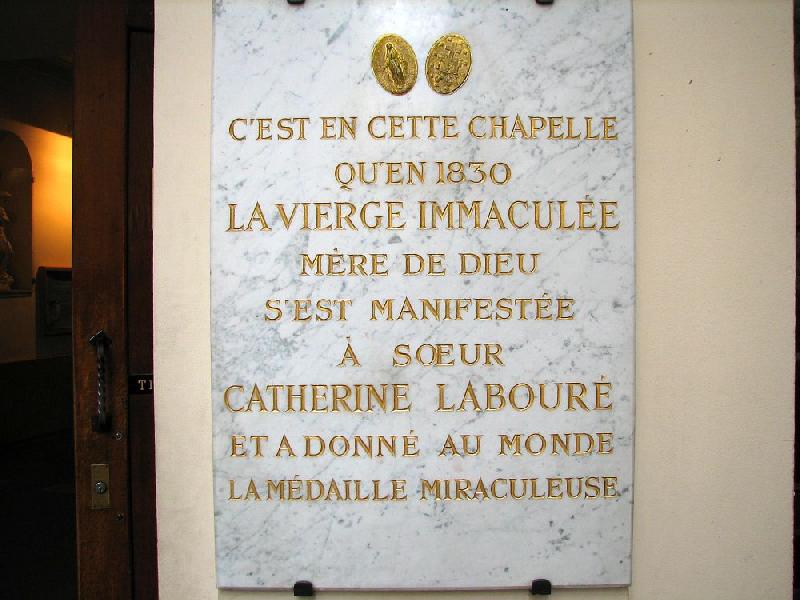 C'EST EN CETTE CHAPELLE
QU'EN 1830
LA VIERGE IMMACULÉE
MÈRE DE DIEU
S'EST MANIFESTÉE
À SŒUR
CATHERINE LABOURÉ
ET A DONNÉ AU MONDE
LA MÉDAILLE MIRACULEUSE